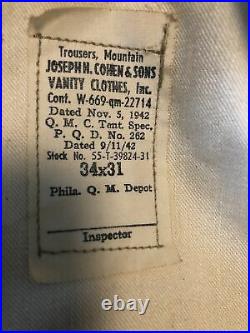 Trousers, Mountain
JOSEPH H. COHEN & SONS
VANITY CLOTHES, Inc.
Cont. W-669-qm-22714
Dated Nov. 5, 1942
Q. M. C. Tent. Spec.
P. Q. D. No. 262
Dated 9/11/42
Stock No. 55-T-39824-31
34x31
Phila. Q. M. Depot
Inspector